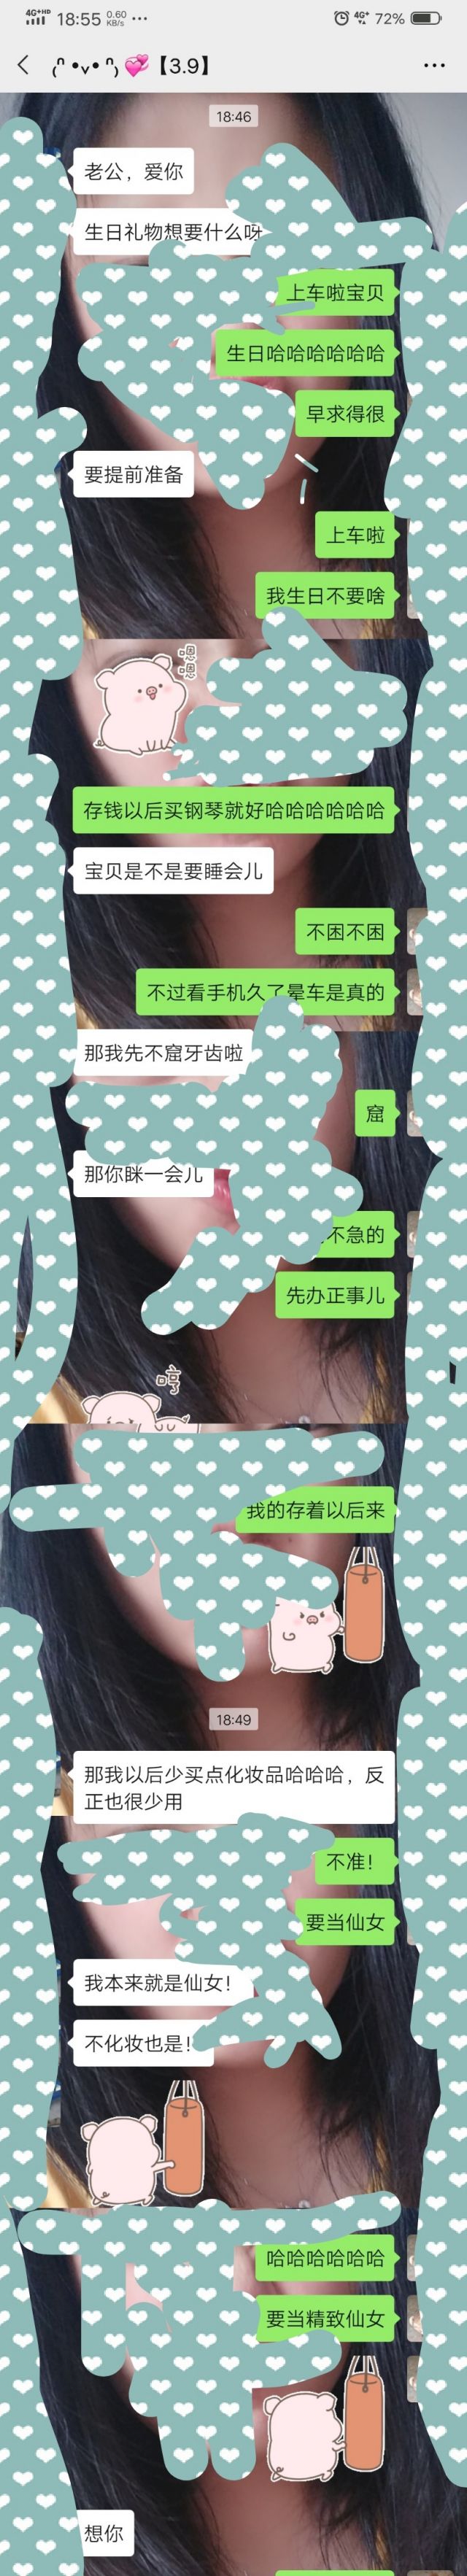 4G+HD 18:55 0.60 KB/s ··· 4G+ 72%
(ᐢ •ᵥ• ᐢ)💞【3.9】
18:46
老公，爱你
生日礼物想要什么呀
上车啦宝贝
生日哈哈哈哈哈哈
早求得很
要提前准备
上车啦
我生日不要啥
嗯嗯
存钱以后买钢琴就好哈哈哈哈哈哈
宝贝是不是要睡会儿
不困不困
不过看手机久了晕车是真的
那我先不窟牙齿啦
窟
那你眯一会儿
不急的
先办正事儿
哼
我的存着以后来
18:49
那我以后少买点化妆品哈哈哈，反
正也很少用
不准！
要当仙女
我本来就是仙女！
不化妆也是！
哈哈哈哈哈哈
要当精致仙女
想你